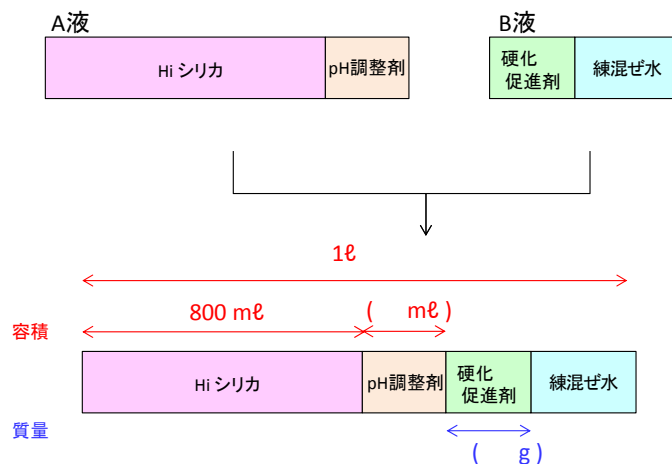 A液
B液
Hi シリカ
pH調整剤
硬化
促進剤
練混ぜ水
1ℓ
容積
800 mℓ
( mℓ )
Hi シリカ
pH調整剤
硬化
促進剤
練混ぜ水
質量
( g )